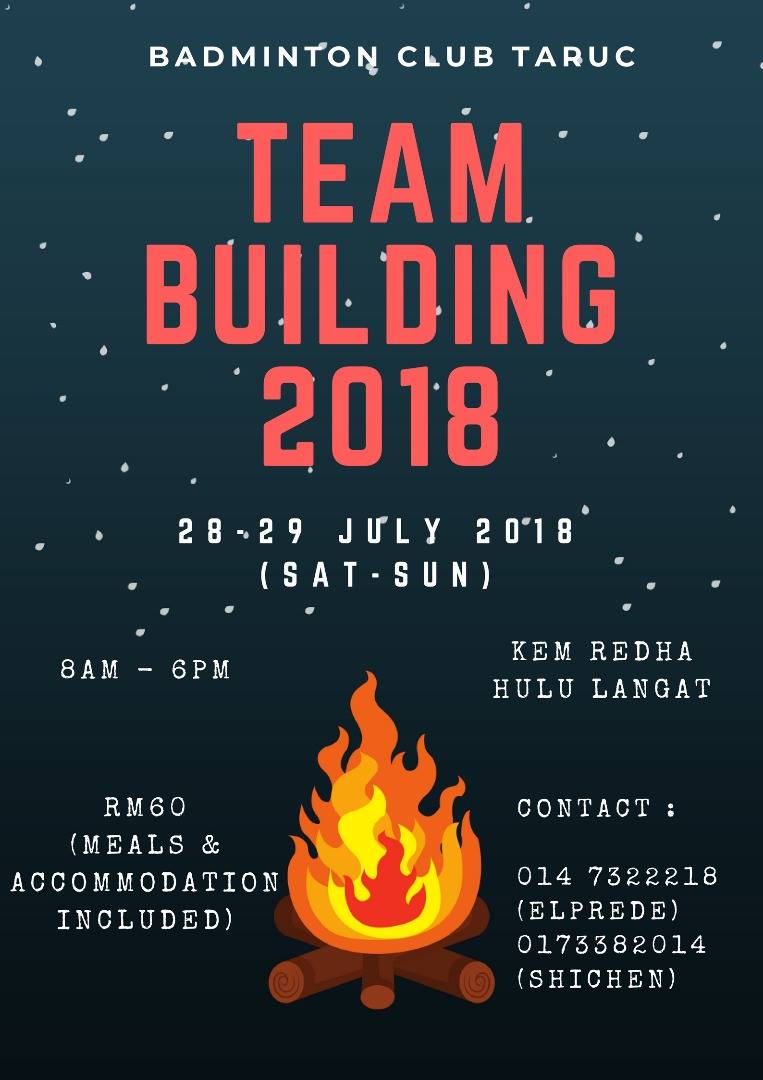 BADMINTON CLUB TARUC
TEAM
BUILDING
2018
28-29 JULY 2018
(SAT-SUN)
8AM - 6PM
KEM REDHA
HULU LANGAT
RM60
(MEALS &
ACCOMMODATION
INCLUDED)
CONTACT :
014 7322218
(ELPREDE)
0173382014
(SHICHEN)